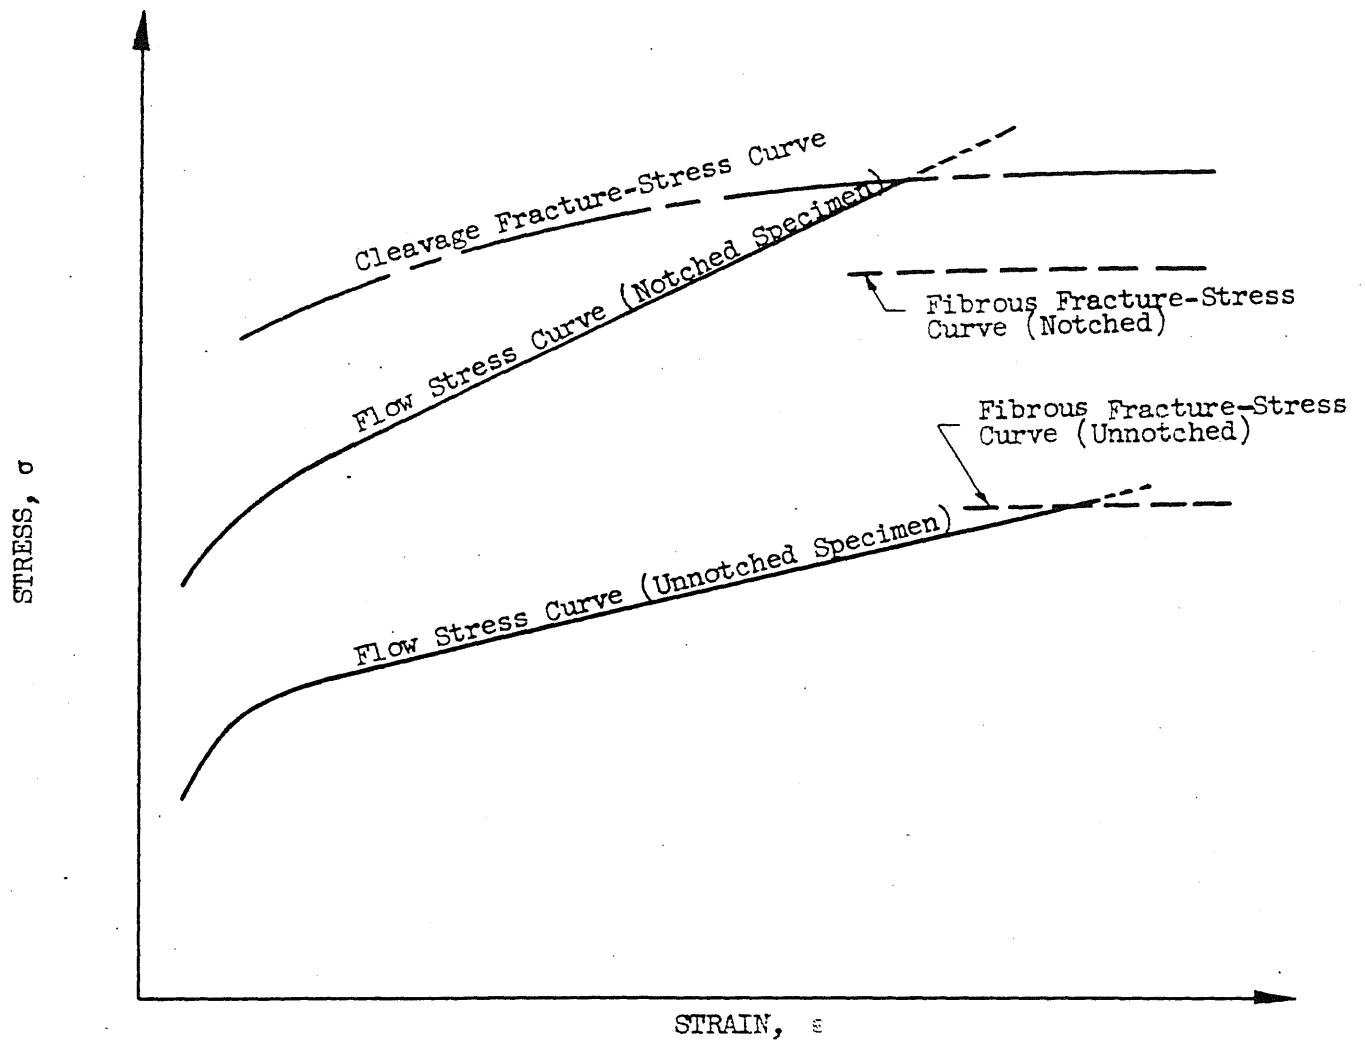 Cleavage Fracture-Stress Curve
Flow Stress Curve (Notched Specimen)
Fibrous Fracture-Stress
Curve (Notched)
Fibrous Fracture-Stress
Curve (Unnotched)
Flow Stress Curve (Unnotched Specimen)
STRESS, σ
STRAIN, ε